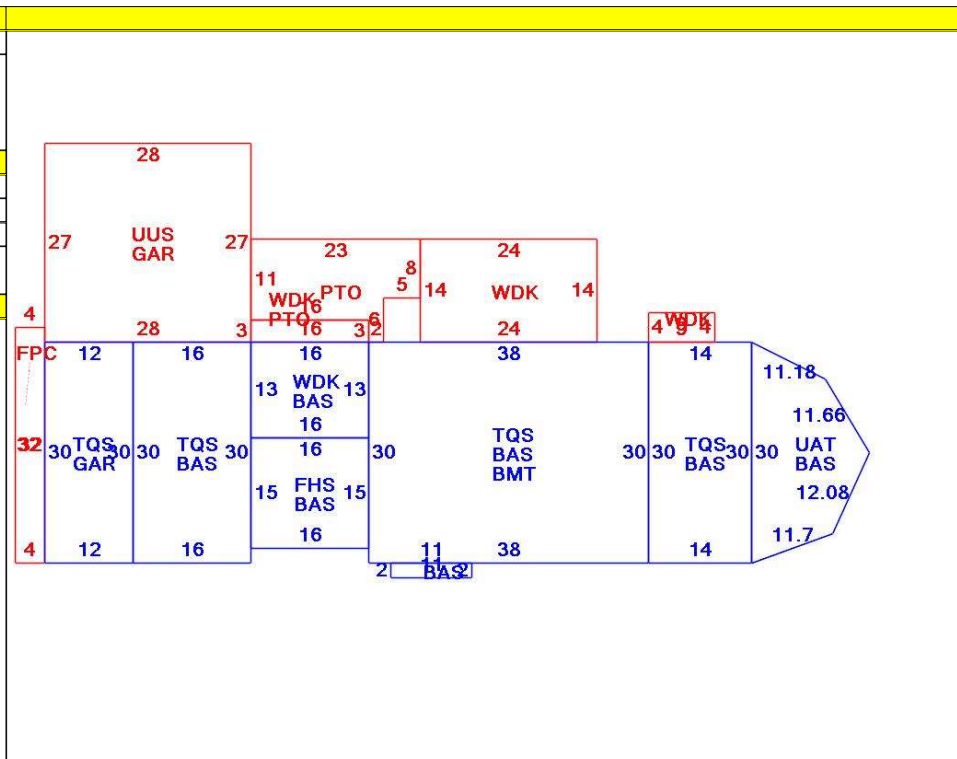 28
27 UUS 27
GAR
23 24
11 8
5
WDK PTO 14 WDK 14
16
4 PTO 6 WDK
28 3 16 3 2 24 4 9 4
FPC 12 16 16 38 14
11.18
13 WDK 13
BAS
11.66
16
32 30 TQS 30 30 TQS 30 16 30 TQS 30 30 TQS 30 30 UAT
GAR BAS BAS BAS BAS
BMT
15 FHS 15 12.08
BAS
16 11.7
4 12 16 11 38 14
2 11 2
BAS